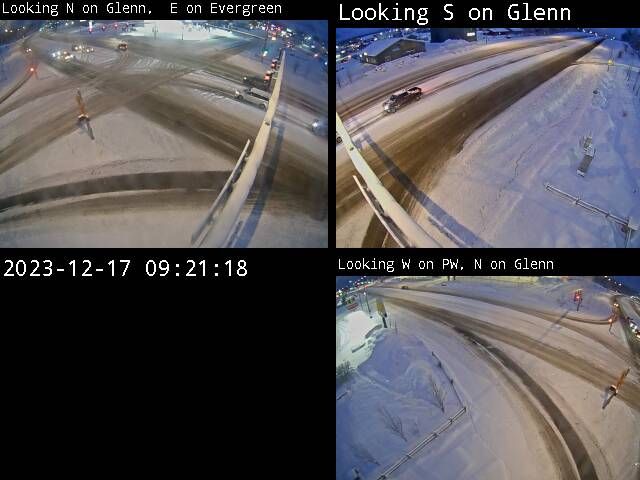 Looking N on Glenn, E on Evergreen
Looking S on Glenn
2023-12-17 09:21:18
Looking W on PW, N on Glenn